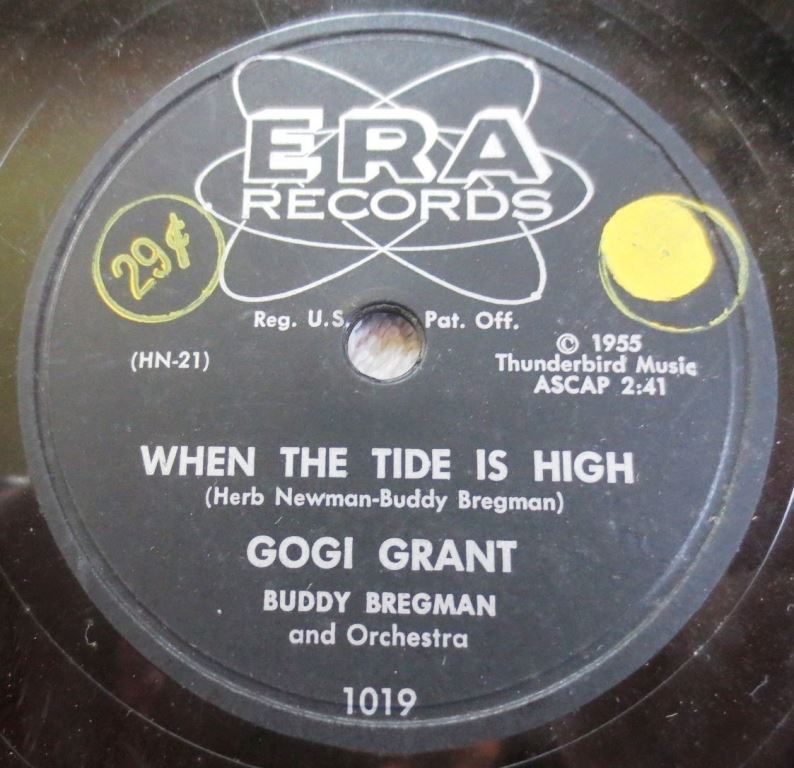 ERA
RECORDS
29¢
Reg. U.S. Pat. Off.
(HN-21)
© 1955
Thunderbird Music
ASCAP 2:41
WHEN THE TIDE IS HIGH
(Herb Newman-Buddy Bregman)
GOGI GRANT
BUDDY BREGMAN
and Orchestra
1019